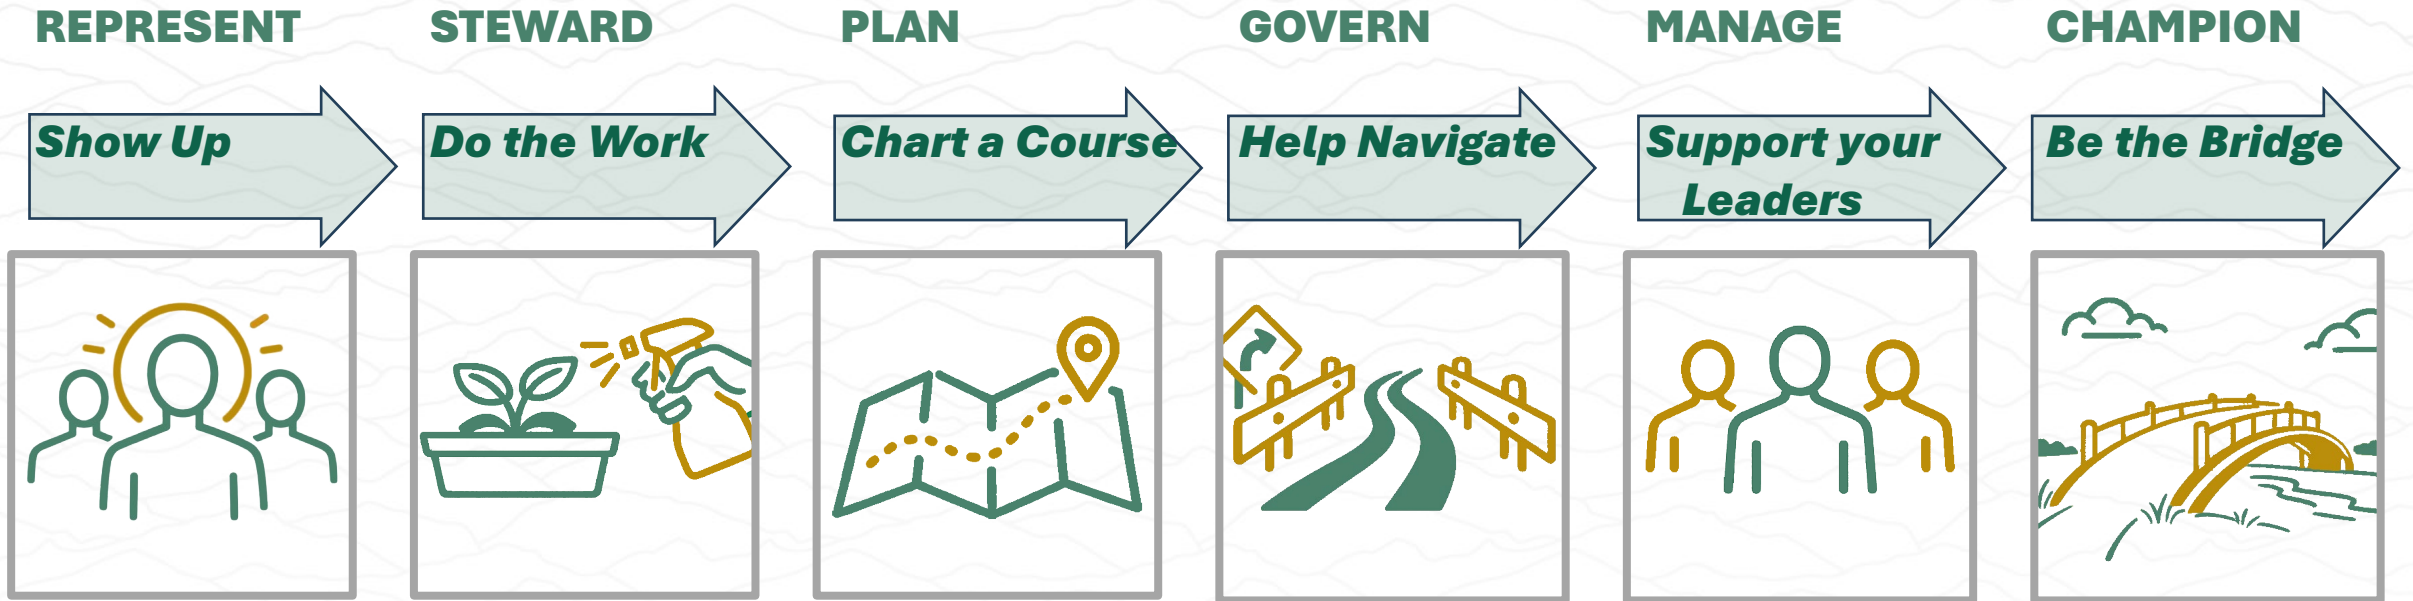 REPRESENT
STEWARD
PLAN
GOVERN
MANAGE
CHAMPION
Show Up
Do the Work
Chart a Course
Help Navigate
Support your
Leaders
Be the Bridge